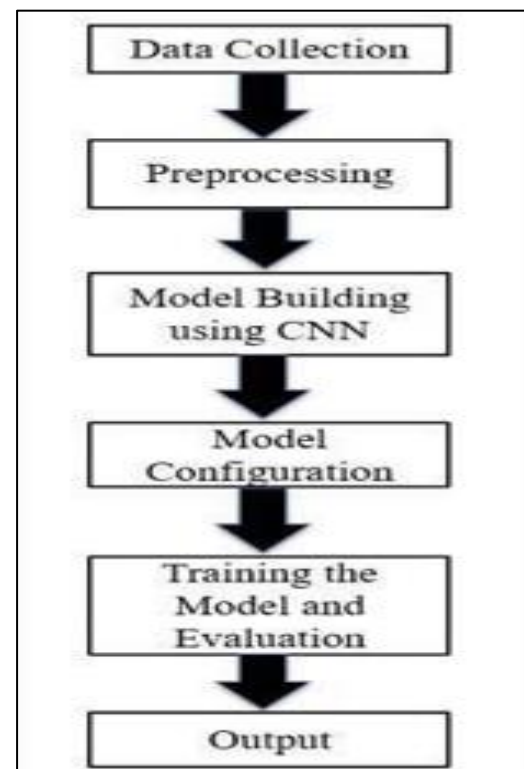 Data Collection
Preprocessing
Model Building
using CNN
Model
Configuration
Training the
Model and
Evaluation
Output